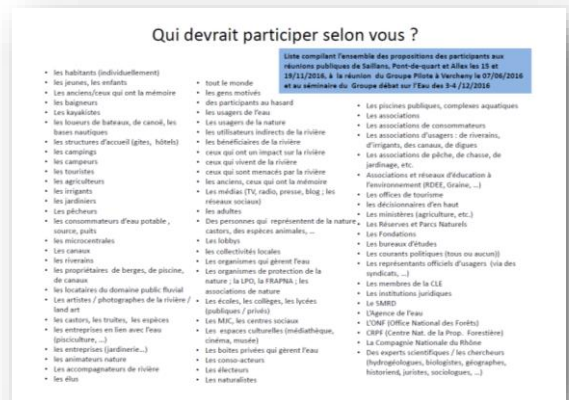 Qui devrait participer selon vous ?
Liste compilant l'ensemble des propositions des participants aux
réunions publiques de Saillans, Pont-de-quart et Allex les 15 et
19/11/2016, à la réunion du Groupe Pilote à Vercheny le 07/06/2016
et au séminaire du Groupe débat sur l'Eau des 3-4 /12/2016
• les habitants (individuellement)
• les jeunes, les enfants
• Les anciens/ceux qui ont la mémoire
• les baigneurs
• Les kayakistes
• les loueurs de bateaux, de canoë, les
bases nautiques
• les structures d'accueil (gites, hôtels)
• les campings
• les campeurs
• les touristes
• les agriculteurs
• les irrigants
• les jardiniers
• Les pêcheurs
• les consommateurs d'eau potable ,
source, puits
• les microcentrales
• Les canaux
• les riverains
• les propriétaires de berges, de piscine,
de canaux
• les locataires du domaine public fluvial
• Les artistes / photographes de la rivière /
land art
• les castors, les truites, les espèces
• les entreprises en lien avec l'eau
(pisciculture, ...)
• les entreprises (jardinerie...)
• les animateurs nature
• Les accompagnateurs de rivière
• les élus
• tout le monde
• les gens motivés
• des participants au hasard
• les usagers de l'eau
• Les usagers de la nature
• les utilisateurs indirects de la rivière
• les bénéficiaires de la rivière
• ceux qui ont un impact sur la rivière
• ceux qui vivent de la rivière
• ceux qui sont menacés par la rivière
• les anciens, ceux qui ont la mémoire
• Les médias (TV, radio, presse, blog ; les
réseaux sociaux)
• les adultes
• Des personnes qui représentent de la nature,
castors, des espèces animales, ...
• Les lobbys
• les collectivités locales
• Les organismes qui gèrent l'eau
• Les organismes de protection de la
nature ; la LPO, la FRAPNA ; les
associations de nature
• Les écoles, les collèges, les lycées
(publiques / privés)
• Les MJC, les centres sociaux
• Les espaces culturelles (médiathèque,
cinéma, musée)
• Les boites privées qui gèrent l'eau
• Les conso-acteurs
• Les électeurs
• Les naturalistes
• Les piscines publiques, complexes aquatiques
• Les associations
• Les associations de consommateurs
• Les associations d'usagers : de riverains,
d'irrigants, des canaux, de digues
• Les associations de pêche, de chasse, de
jardinage, etc.
• Associations et réseaux d'éducation à
l'environnement (RDEE, Graine, ...)
• Les offices de tourisme
• les décisionnaires d'en haut
• Les ministères (agriculture, etc.)
• Les Réserves et Parcs Naturels
• Les Fondations
• Les bureaux d'études
• Les courants politiques (tous ou aucun))
• Les représentants officiels d'usagers (via des
syndicats, ...)
• Les membres de la CLE
• Les institutions juridiques
• Le SMRD
• L'Agence de l'eau
• L'ONF (Office National des Forêts)
• CRPF (Centre Nat. de la Prop. Forestière)
• La Compagnie Nationale du Rhône
• Des experts scientifiques / les chercheurs
(hydrogéologues, biologistes, géographes,
historiens, juristes, sociologues, ...)